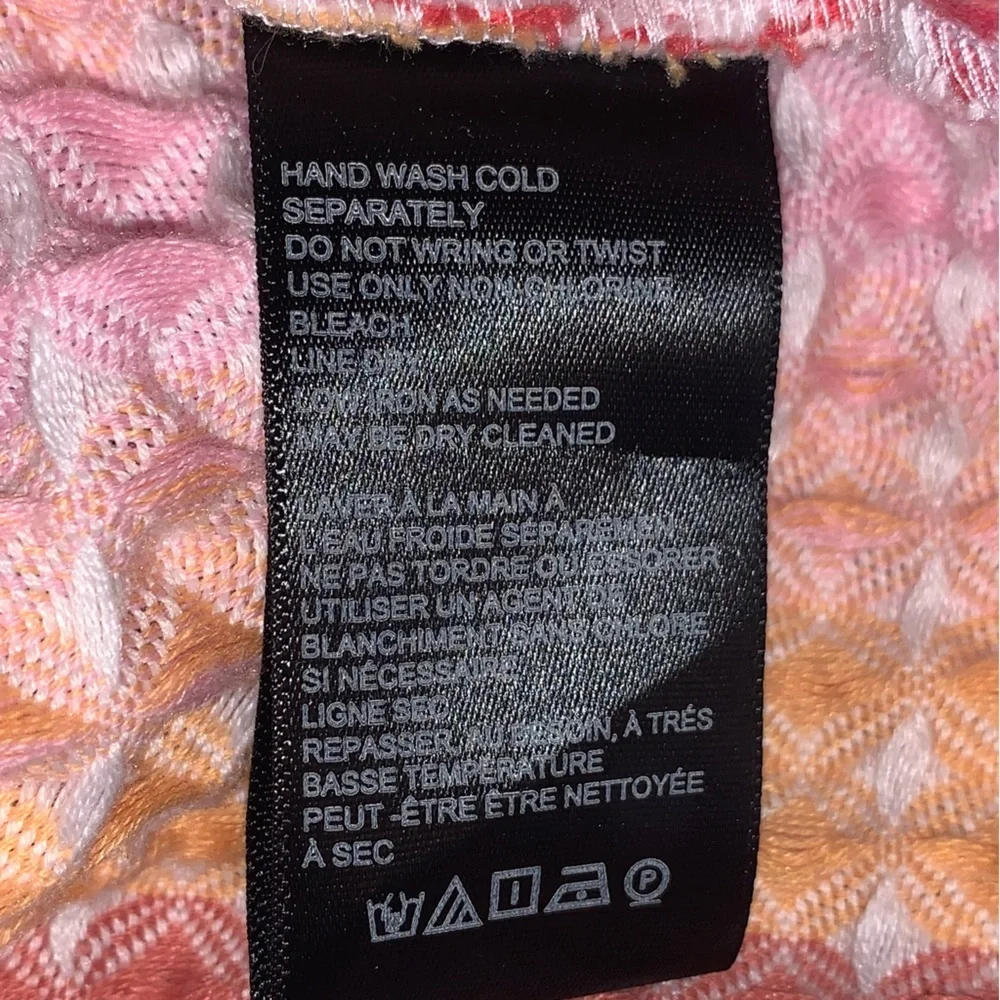 HAND WASH COLD
SEPARATELY
DO NOT WRING OR TWIST
USE ONLY NON CHLORINE
BLEACH
LINE DRY
LOW IRON AS NEEDED
MAY BE DRY CLEANED
LAVER À LA MAIN À
L'EAU FROIDE SÉPARÉMEN
NE PAS TORDRE OU ESSORER
UTILISER UN AGENT DE
BLANCHIMENT SANS CHLORE
SI NÉCESSAIRE
LIGNE SEC
REPASSER, AU BESOIN, À TRÉS
BASSE TEMPÉRATURE
PEUT -ÊTRE ÊTRE NETTOYÉE
À SEC
P